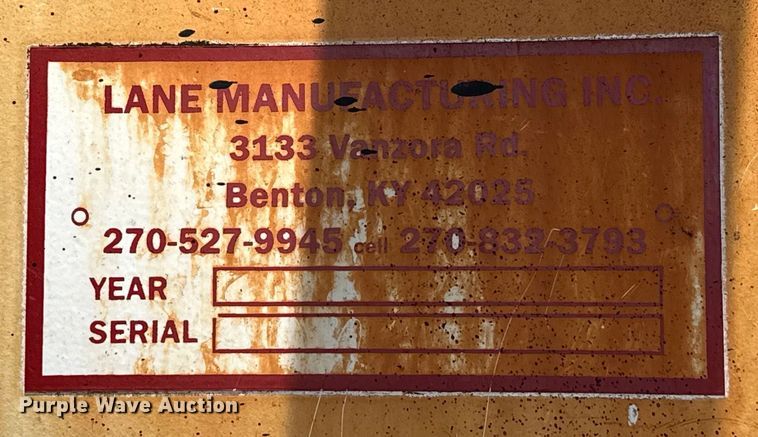 LANE MANUFACTURING INC.
3133 Vanzora Rd.
Benton, KY 42025
270-527-9945 cell 270-832-3793
YEAR
SERIAL
Purple Wave Auction